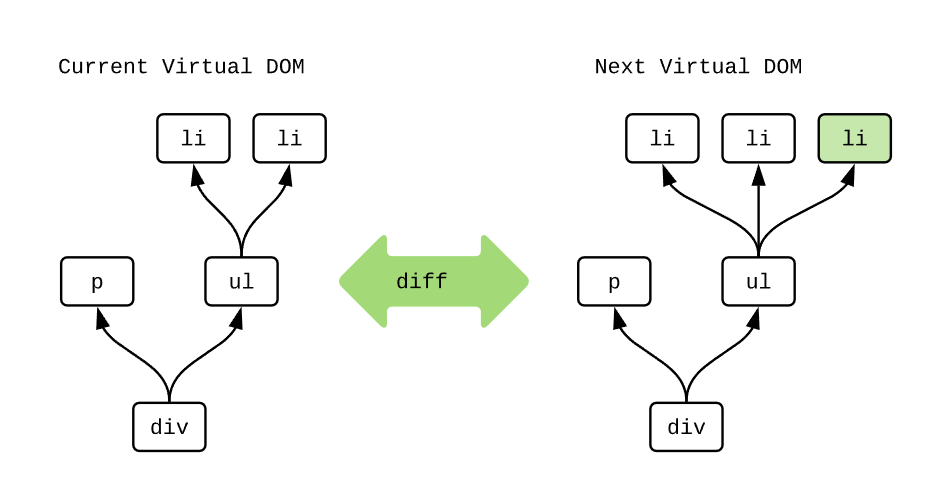 Current Virtual DOM
Next Virtual DOM
li
li
li
li
li
p
ul
diff
p
ul
div
div